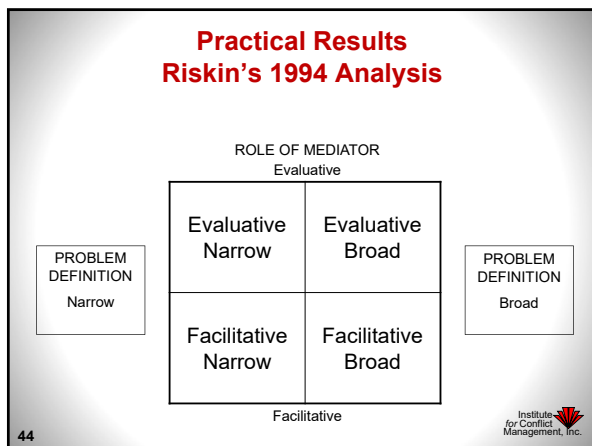 Practical Results
Riskin's 1994 Analysis
ROLE OF MEDIATOR
Evaluative
Evaluative
Narrow
Evaluative
Broad
PROBLEM
DEFINITION
Narrow
PROBLEM
DEFINITION
Broad
Facilitative
Narrow
Facilitative
Broad
Facilitative
44
Institute
for Conflict
Management, Inc.